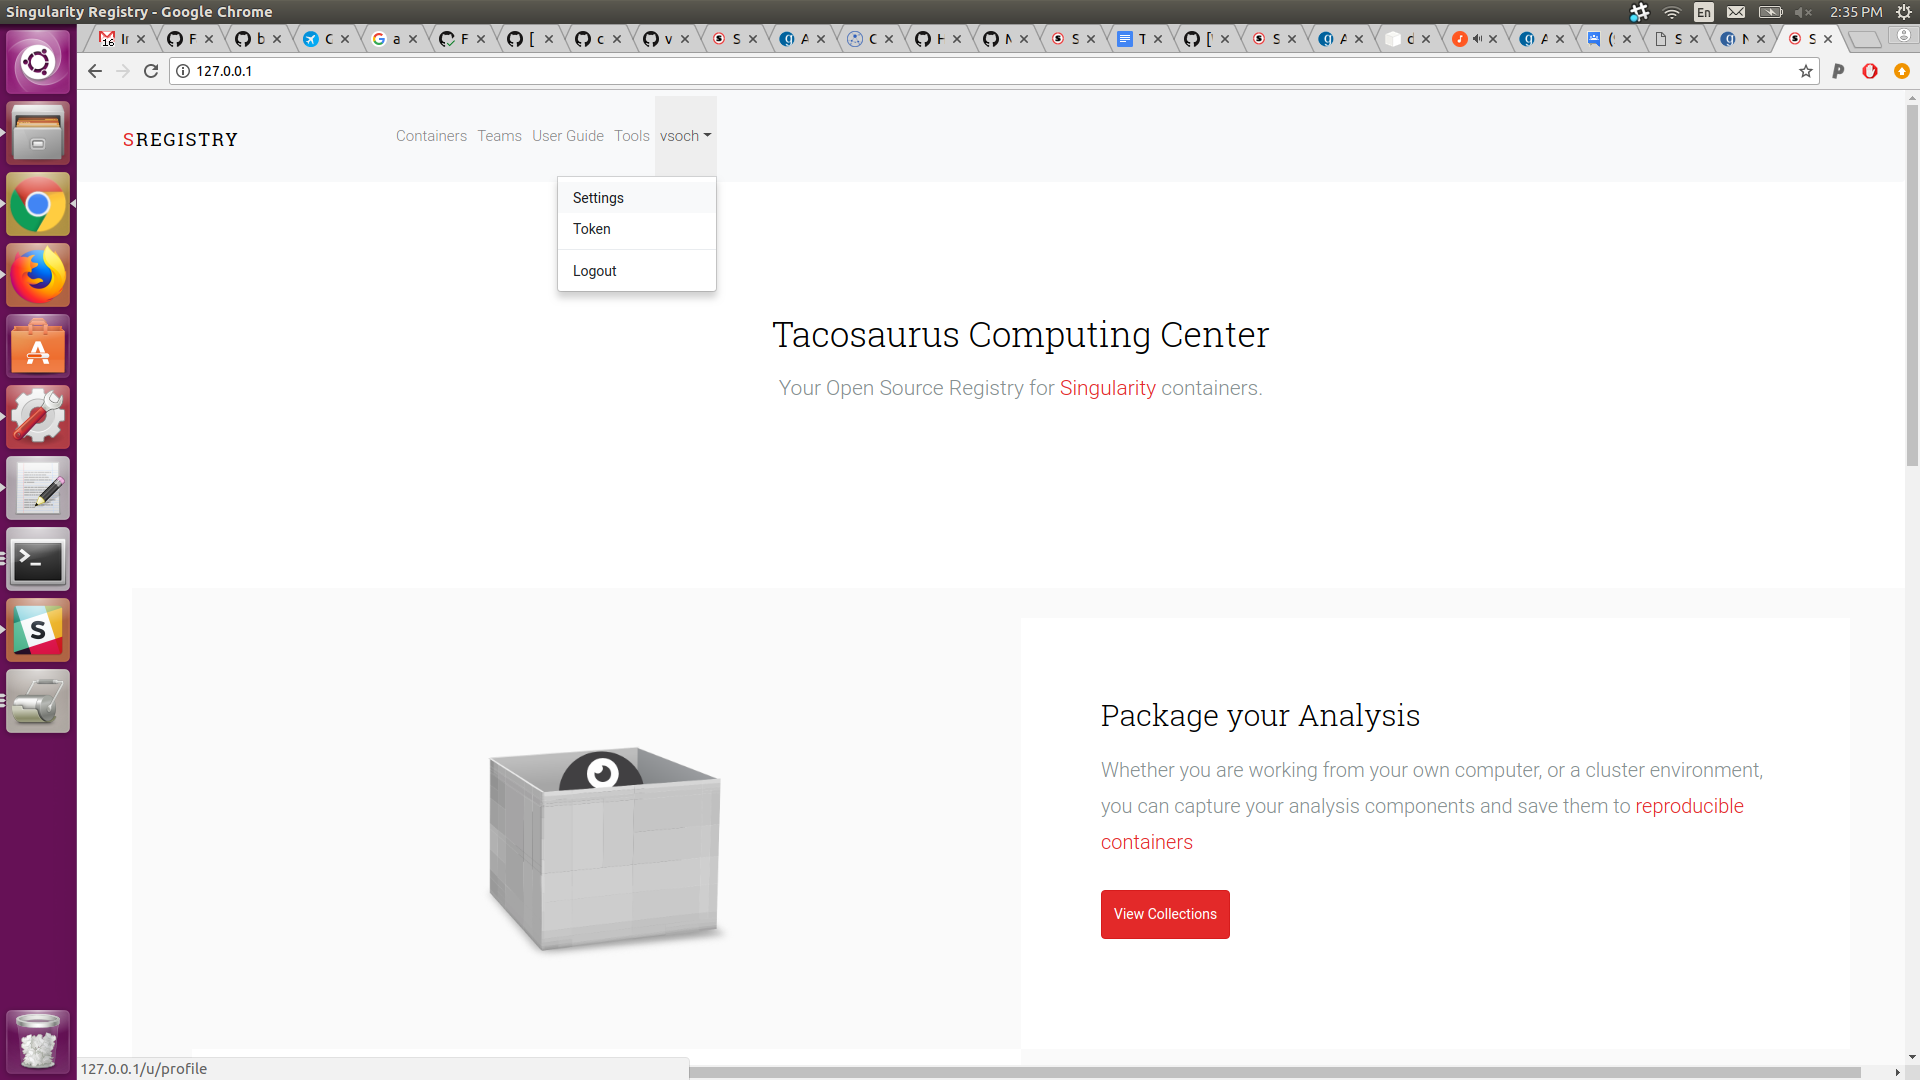 Singularity Registry - Google Chrome
En
2:35 PM
16
127.0.0.1
SREGISTRY
Containers Teams User Guide Tools vsoch
Settings
Token
Logout
Tacosaurus Computing Center
Your Open Source Registry for Singularity containers.
Package your Analysis
Whether you are working from your own computer, or a cluster environment,
you can capture your analysis components and save them to reproducible
containers
View Collections
127.0.0.1/u/profile